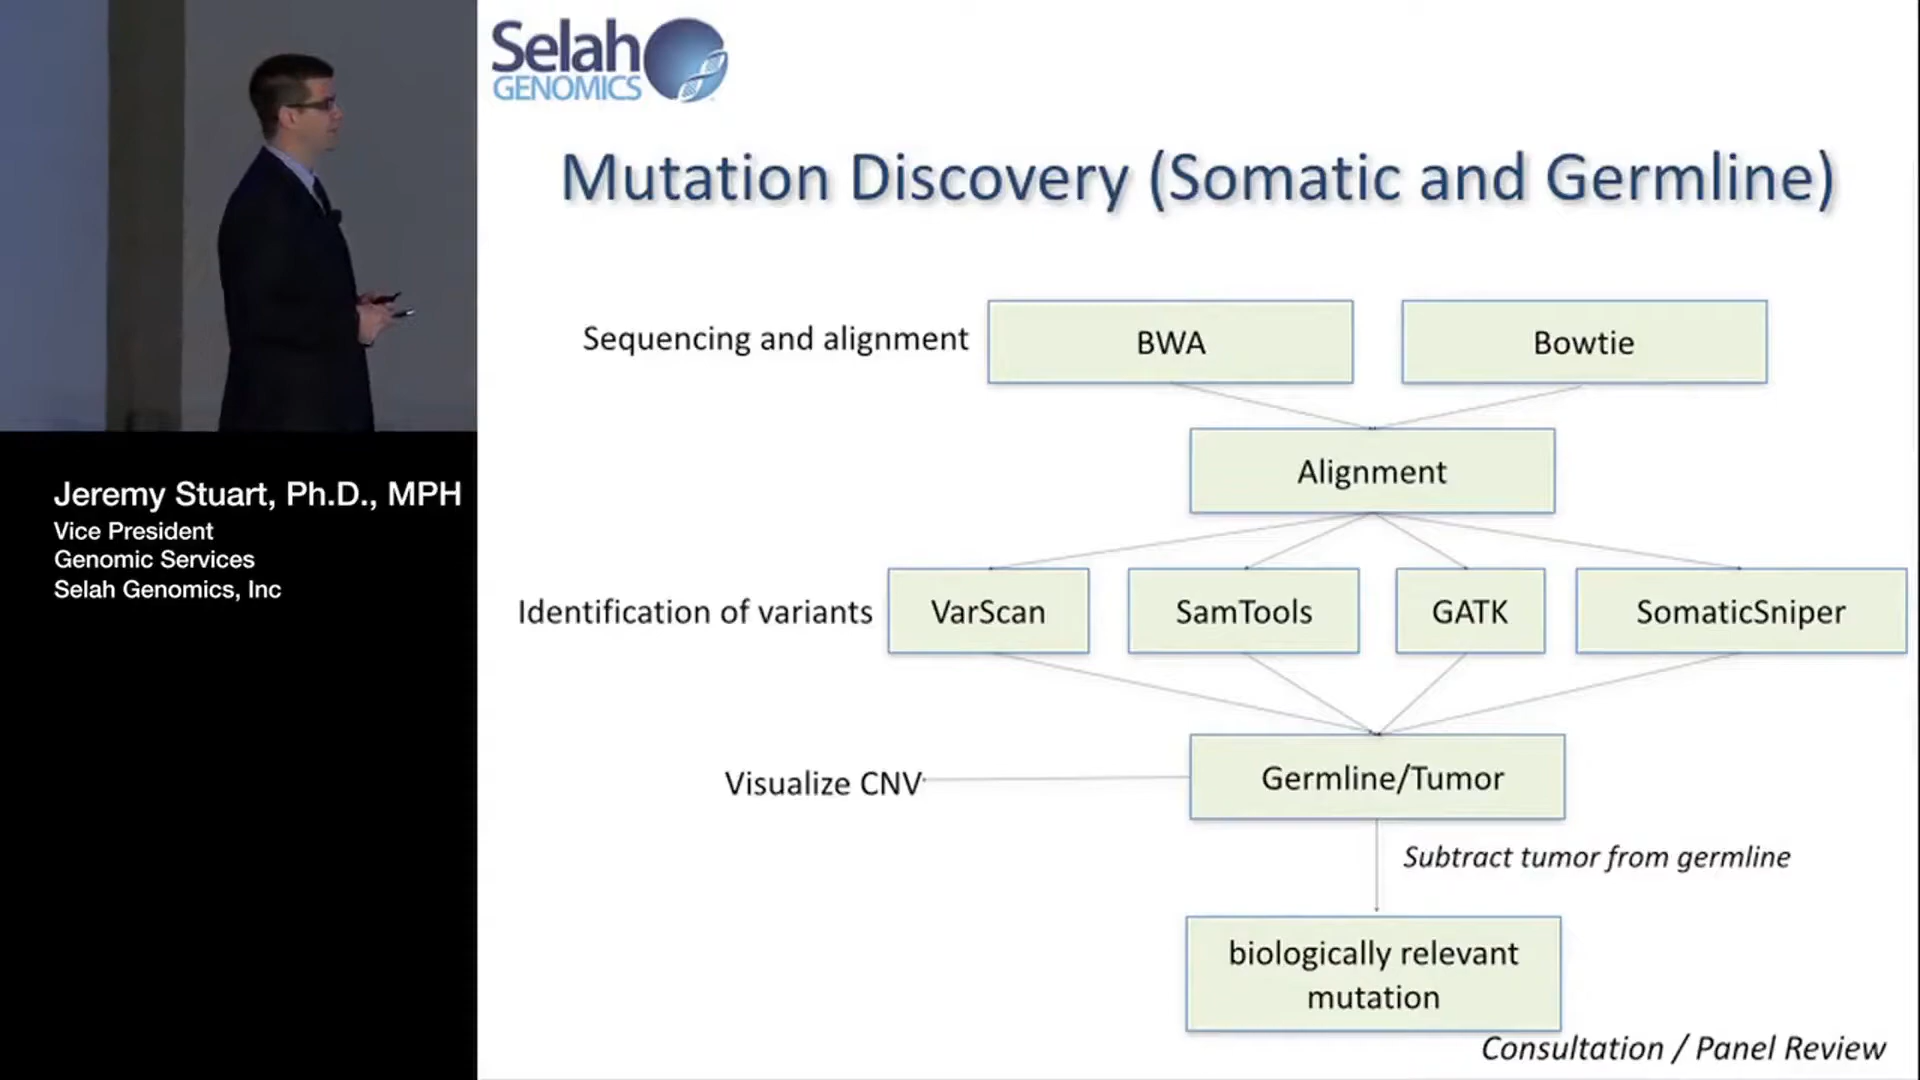 Selah
GENOMICS
Mutation Discovery (Somatic and Germline)
Sequencing and alignment
BWA
Bowtie
Alignment
Jeremy Stuart, Ph.D., MPH
Vice President
Genomic Services
Selah Genomics, Inc
Identification of variants
VarScan
SamTools
GATK
SomaticSniper
Visualize CNV
Germline/Tumor
Subtract tumor from germline
biologically relevant
mutation
Consultation / Panel Review